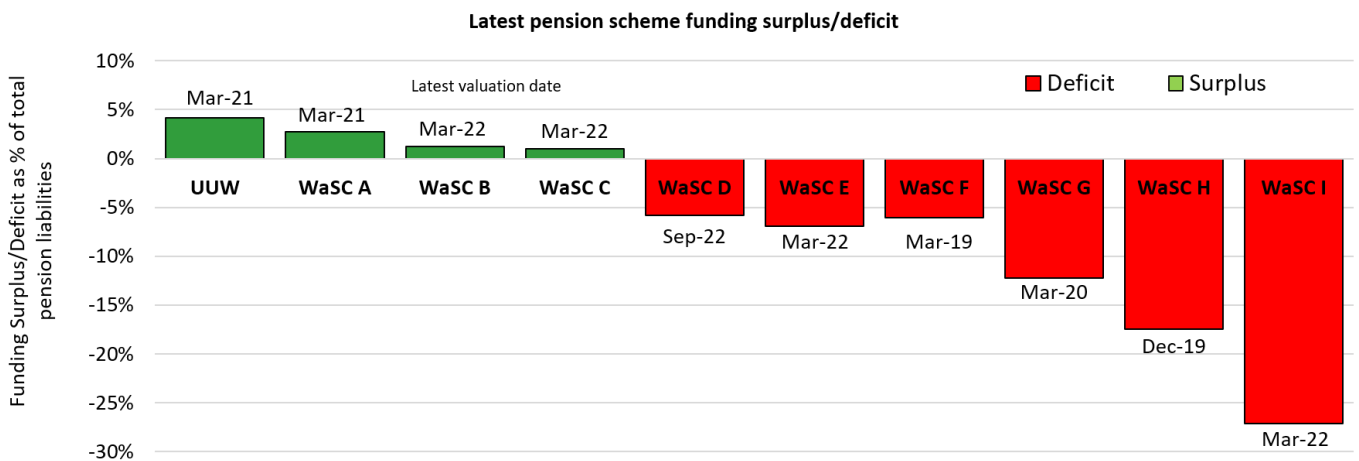 Latest pension scheme funding surplus/deficit
Funding Surplus/Deficit as % of total
pension liabilities
10%
5%
0%
-5%
-10%
-15%
-20%
-25%
-30%
Latest valuation date
Deficit
Surplus
Mar-21
Mar-21
Mar-22
Mar-22
UUW
WaSC A
WaSC B
WaSC C
WaSC D
WaSC E
WaSC F
WaSC G
WaSC H
WaSC I
Sep-22
Mar-22
Mar-19
Mar-20
Dec-19
Mar-22